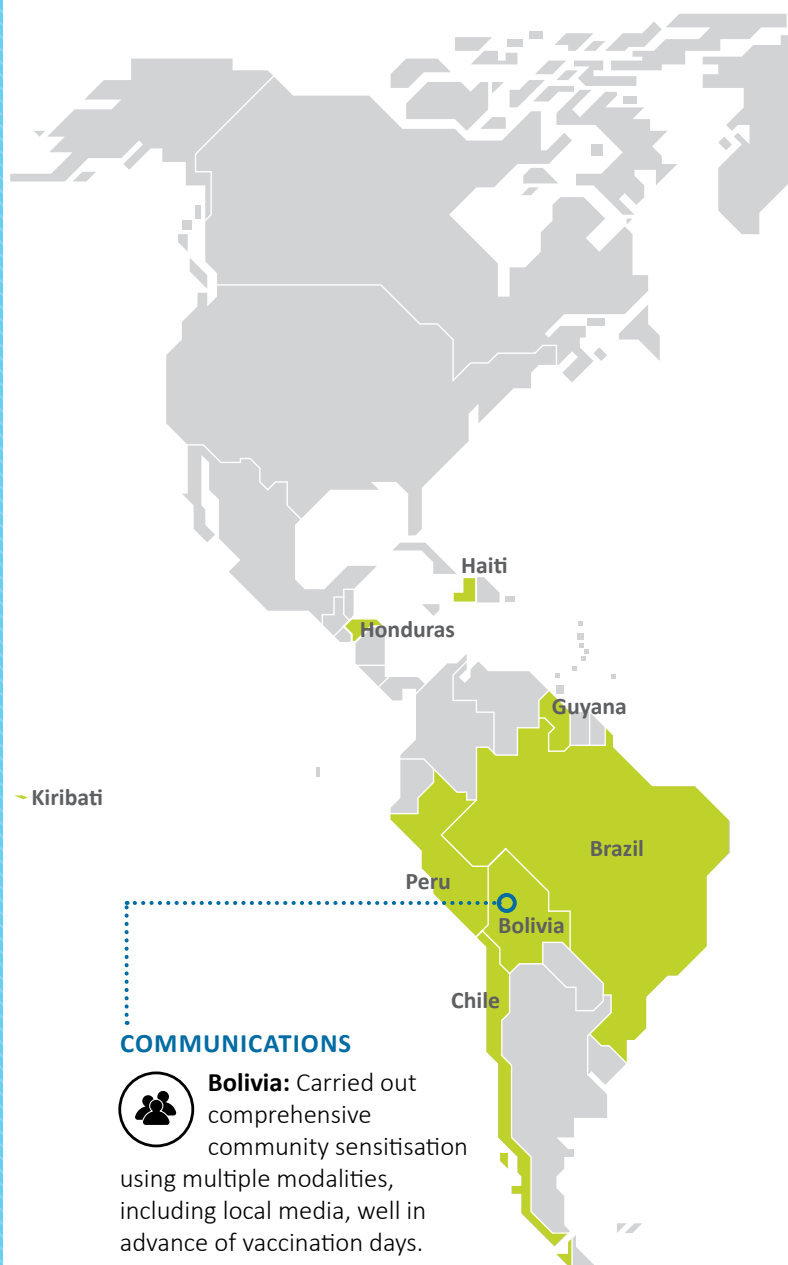 Haiti
Honduras
Guyana
Kiribati
Brazil
Peru
Bolivia
Chile
COMMUNICATIONS
Bolivia: Carried out
comprehensive
community sensitisation
using multiple modalities,
including local media, well in
advance of vaccination days.